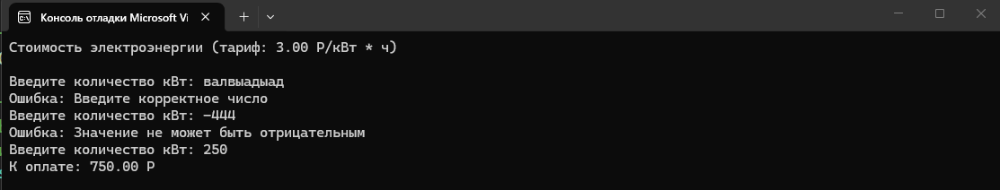 Консоль отладки Microsoft Vi
Стоимость электроэнергии (тариф: 3.00 Р/кВт * ч)
Введите количество кВт: валвыадыад
Ошибка: Введите корректное число
Введите количество кВт: -444
Ошибка: Значение не может быть отрицательным
Введите количество кВт: 250
К оплате: 750.00 Р